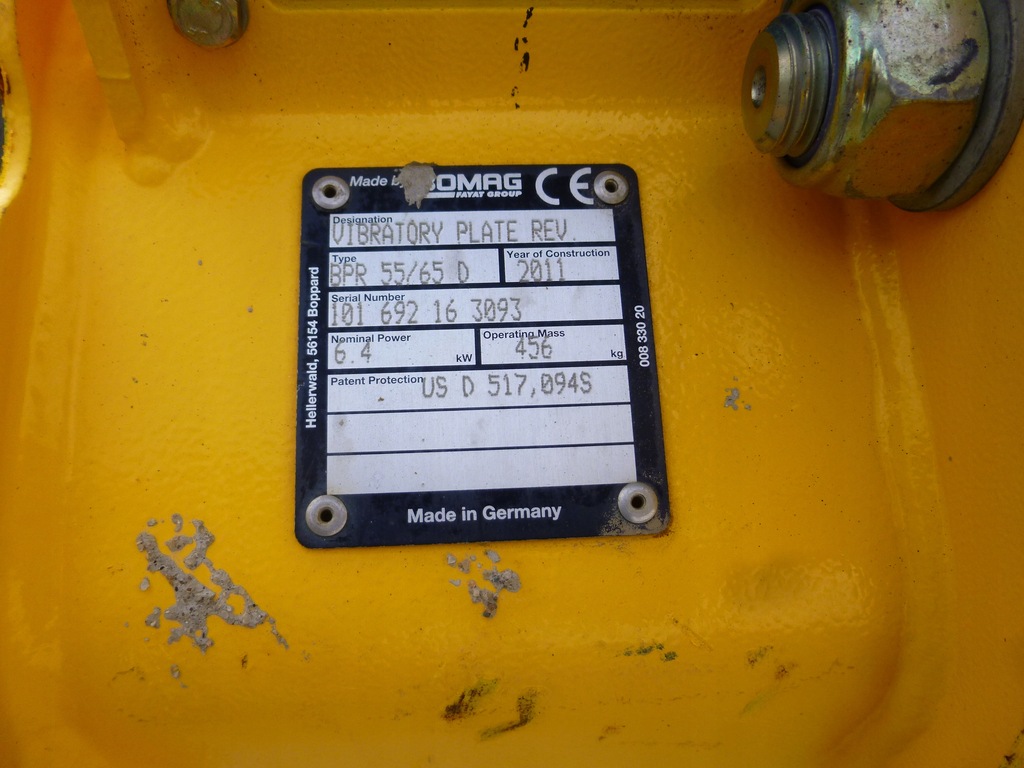 Made by BOMAG CE
FAYAT GROUP
Designation
VIBRATORY PLATE REV.
Type Year of Construction
BPR 55/65 D 2011
Serial Number
101 692 16 3093
Nominal Power Operating Mass
6.4 kW 456 kg
Patent Protection US D 517,094S
Hellerwald, 56154 Boppard
008 330 20
Made in Germany